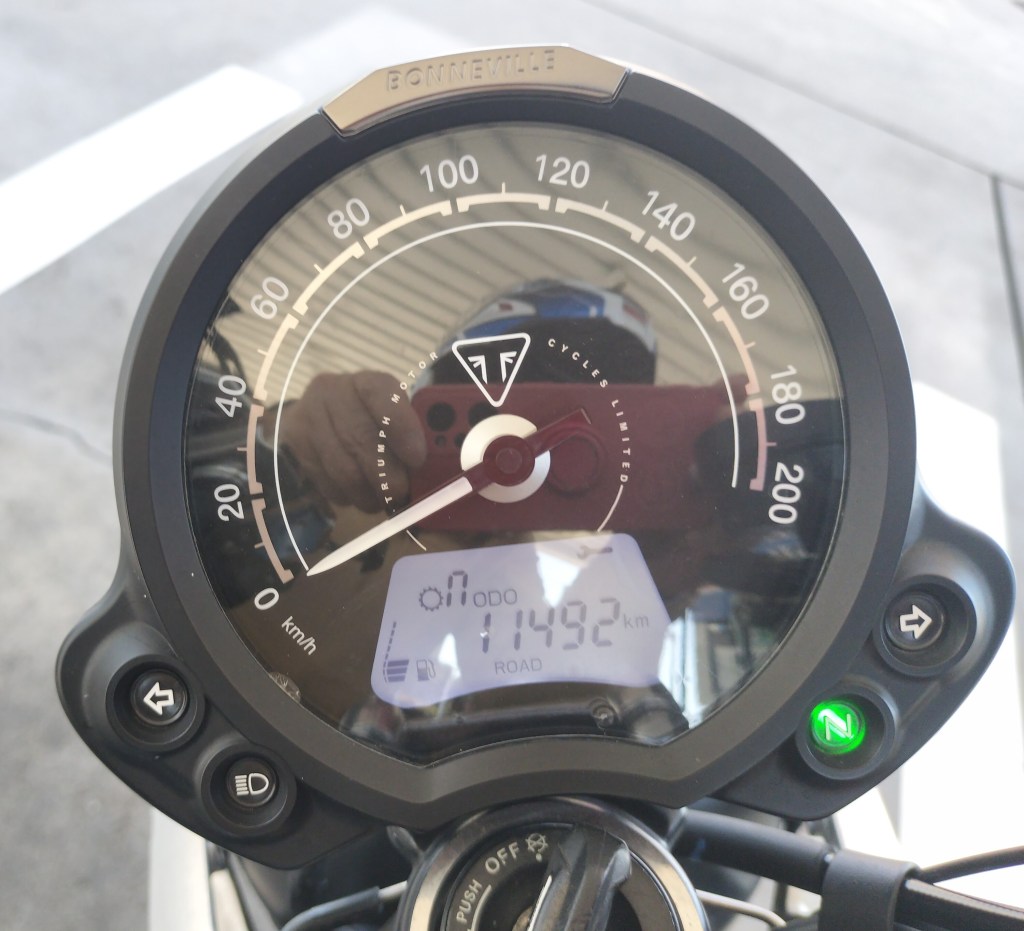 BONNEVILLE
0
20
40
60
80
100
120
140
160
180
200
km/h
TRIUMPH MOTOR CYCLES LIMITED
n ODO
11492 km
ROAD
N
OFF
PUSH